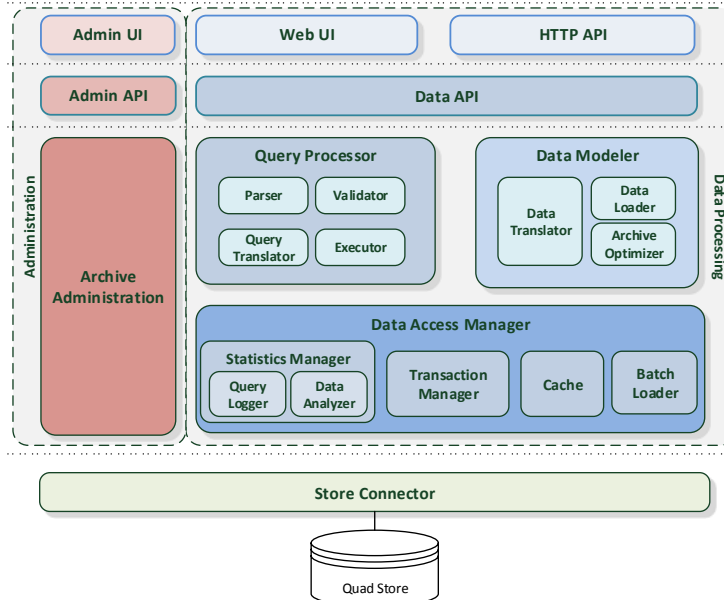 Admin UI
Web UI
HTTP API
Admin API
Data API
Administration
Archive
Administration
Query Processor
Parser
Validator
Query
Translator
Executor
Data Modeler
Data
Translator
Data
Loader
Archive
Optimizer
Data Processing
Data Access Manager
Statistics Manager
Query
Logger
Data
Analyzer
Transaction
Manager
Cache
Batch
Loader
Store Connector
Quad Store